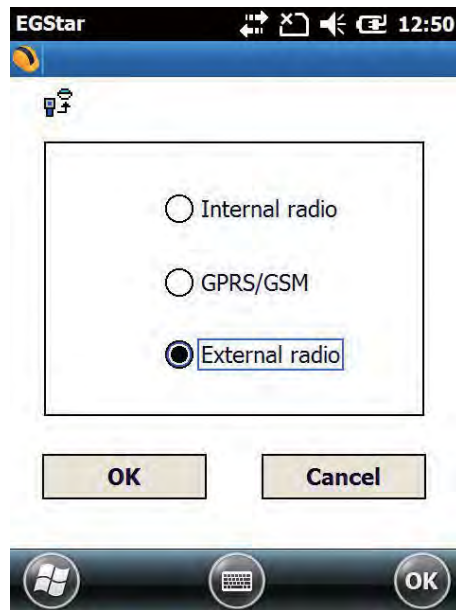 EGStar 12:50
Internal radio
GPRS/GSM
External radio
OK Cancel
OK